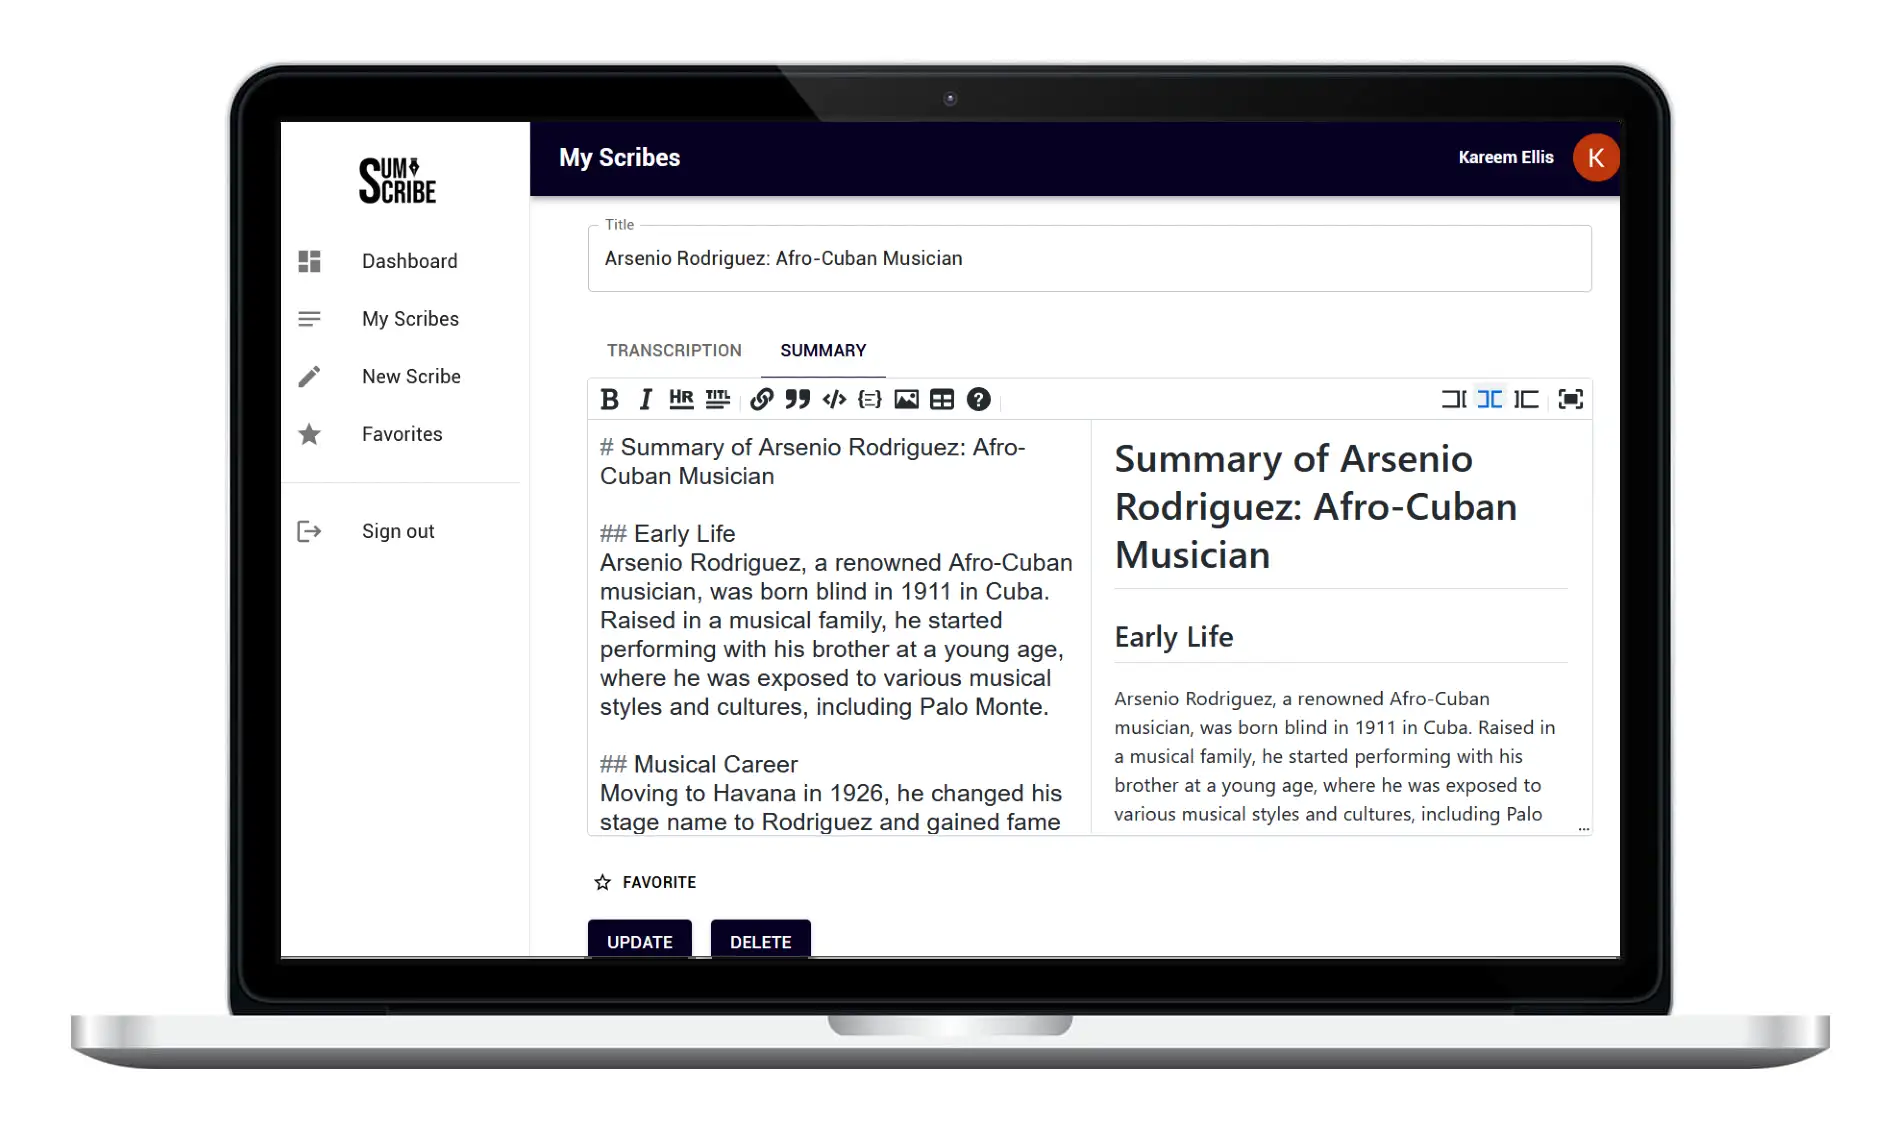 SUM
SCRIBE
My Scribes
Kareem Ellis
K
Dashboard
My Scribes
New Scribe
Favorites
Sign out
Title
Arsenio Rodriguez: Afro-Cuban Musician
TRANSCRIPTION
SUMMARY
B I HR TITL
# Summary of Arsenio Rodriguez: Afro-
Cuban Musician
## Early Life
Arsenio Rodriguez, a renowned Afro-Cuban
musician, was born blind in 1911 in Cuba.
Raised in a musical family, he started
performing with his brother at a young age,
where he was exposed to various musical
styles and cultures, including Palo Monte.
## Musical Career
Moving to Havana in 1926, he changed his
stage name to Rodriguez and gained fame
Summary of Arsenio
Rodriguez: Afro-Cuban
Musician
Early Life
Arsenio Rodriguez, a renowned Afro-Cuban
musician, was born blind in 1911 in Cuba. Raised in
a musical family, he started performing with his
brother at a young age, where he was exposed to
various musical styles and cultures, including Palo
FAVORITE
UPDATE
DELETE